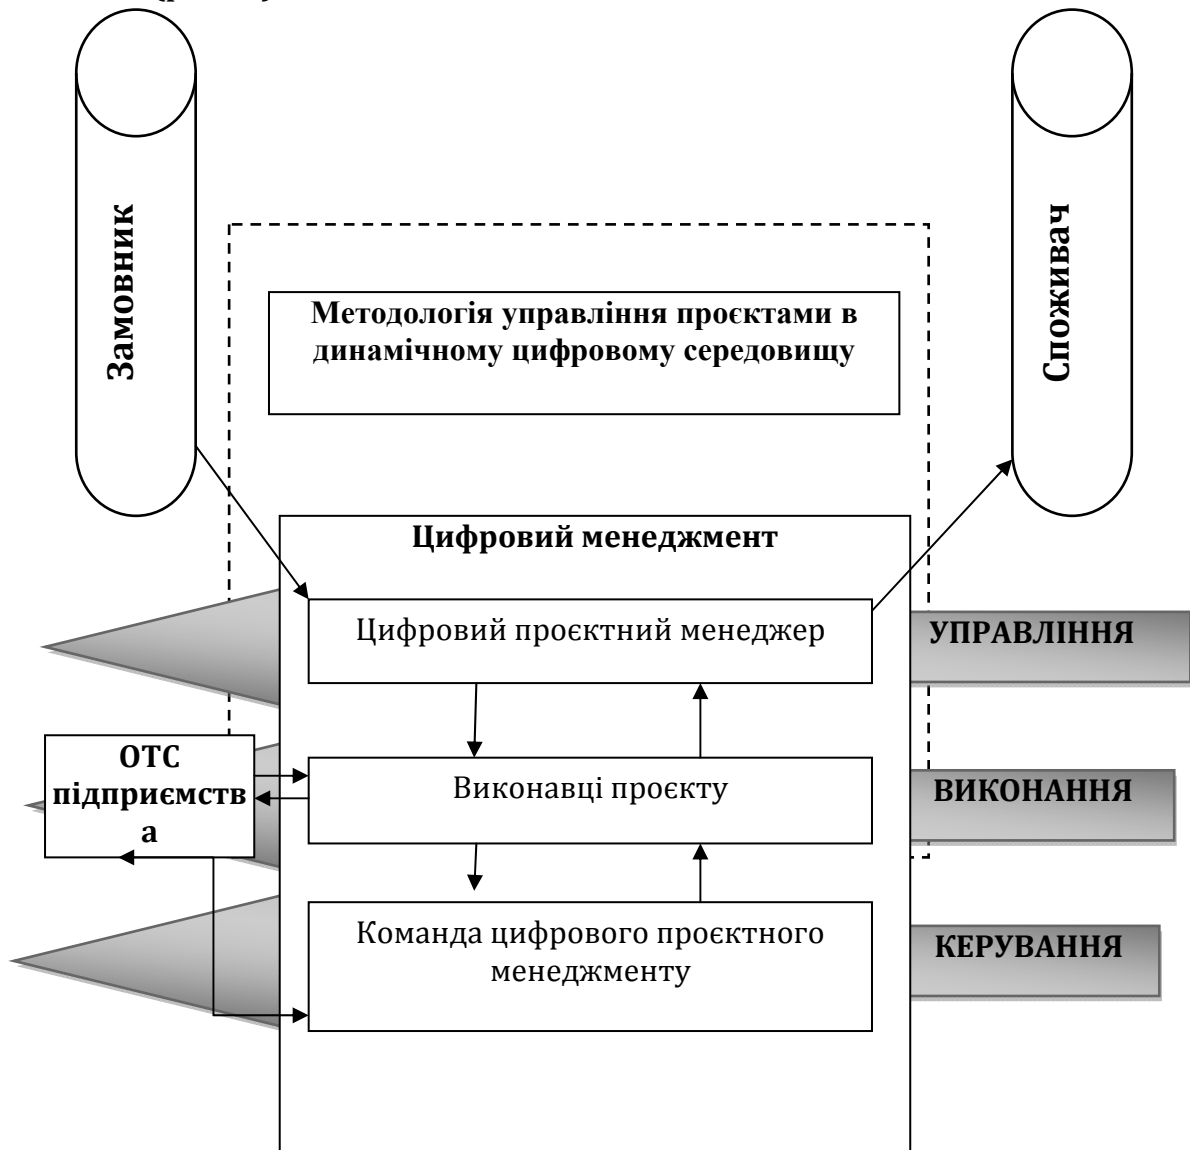 Замовник
Споживач
Методологія управління проєктами в
динамічному цифровому середовищу
Цифровий менеджмент
Цифровий проєктний менеджер
УПРАВЛІННЯ
ОТС
підприємств
а
Виконавці проєкту
ВИКОНАННЯ
Команда цифрового проєктного
менеджменту
КЕРУВАННЯ